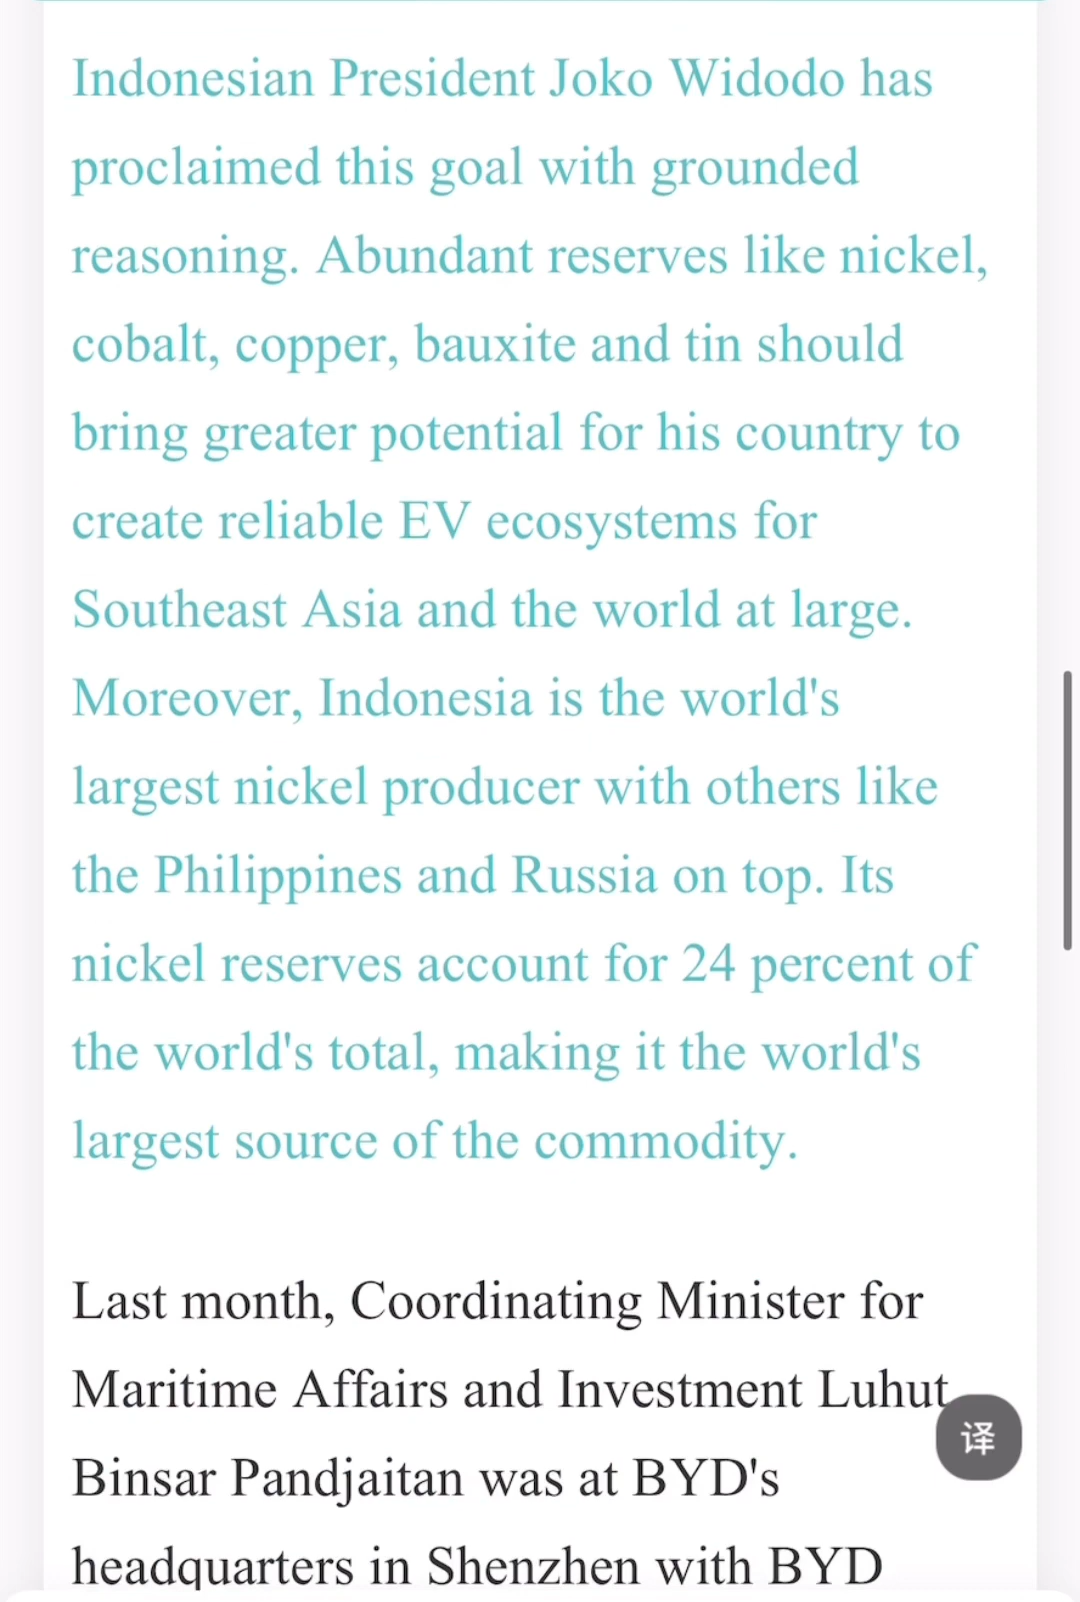 Indonesian President Joko Widodo has
proclaimed this goal with grounded
reasoning. Abundant reserves like nickel,
cobalt, copper, bauxite and tin should
bring greater potential for his country to
create reliable EV ecosystems for
Southeast Asia and the world at large.
Moreover, Indonesia is the world's
largest nickel producer with others like
the Philippines and Russia on top. Its
nickel reserves account for 24 percent of
the world's total, making it the world's
largest source of the commodity.
Last month, Coordinating Minister for
Maritime Affairs and Investment Luhut
译
Binsar Pandjaitan was at BYD's
headquarters in Shenzhen with BYD